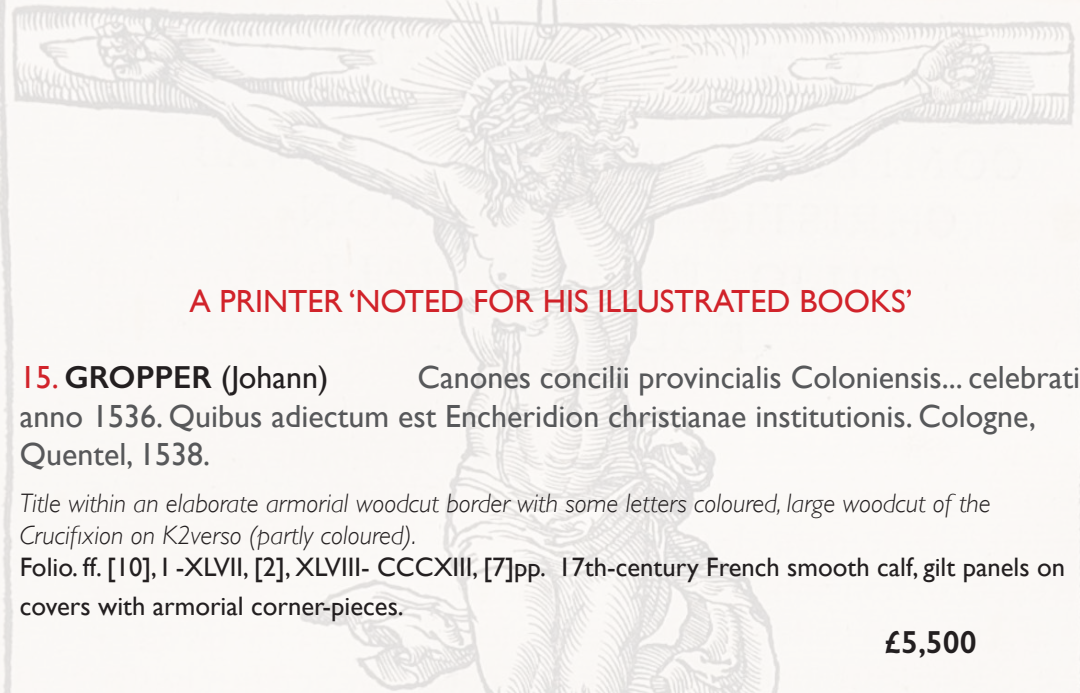 A PRINTER ‘NOTED FOR HIS ILLUSTRATED BOOKS’
15. GROPPER (Johann) Canones concilii provincialis Coloniensis... celebrati
anno 1536. Quibus adiectum est Encheridion christianae institutionis. Cologne,
Quentel, 1538.
Title within an elaborate armorial woodcut border with some letters coloured, large woodcut of the
Crucifixion on K2verso (partly coloured).
Folio. ff. [10], I -XLVII, [2], XLVIII- CCCXIII, [7]pp. 17th-century French smooth calf, gilt panels on
covers with armorial corner-pieces.
£5,500